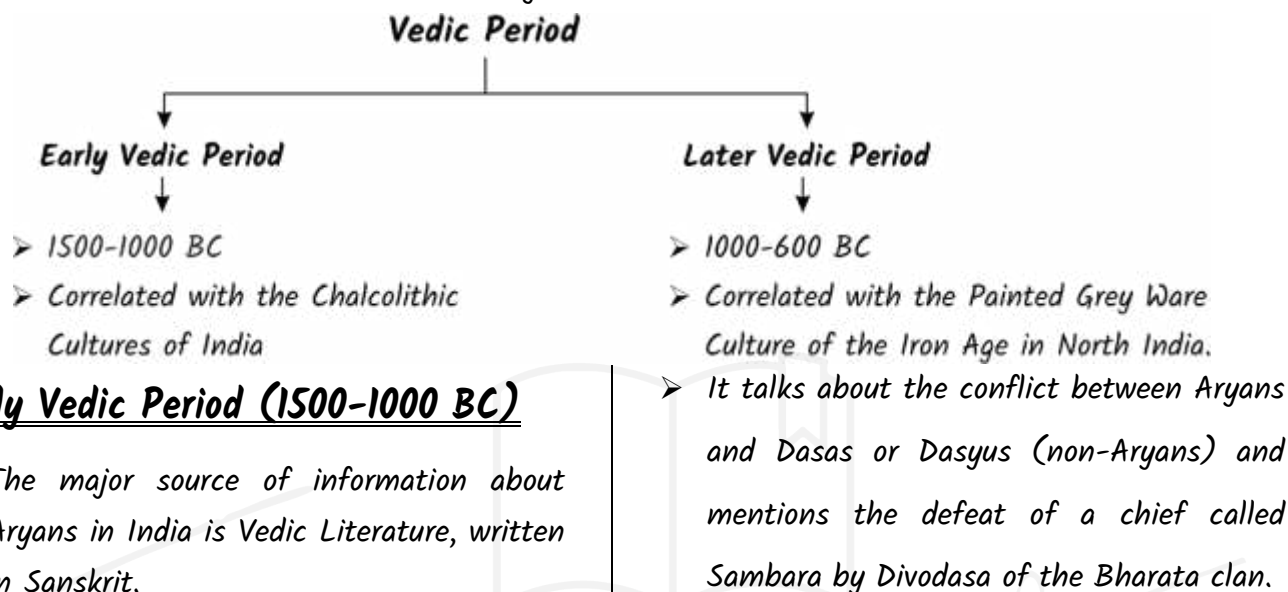 Vedic Period
Early Vedic Period
➢ 1500-1000 BC
➢ Correlated with the Chalcolithic
Cultures of India
Later Vedic Period
➢ 1000-600 BC
➢ Correlated with the Painted Grey Ware
Culture of the Iron Age in North India.
ly Vedic Period (1500-1000 BC)
The major source of information about
Aryans in India is Vedic Literature, written
in Sanskrit.
➢ It talks about the conflict between Aryans
and Dasas or Dasyus (non-Aryans) and
mentions the defeat of a chief called
Sambara by Divodasa of the Bharata clan.